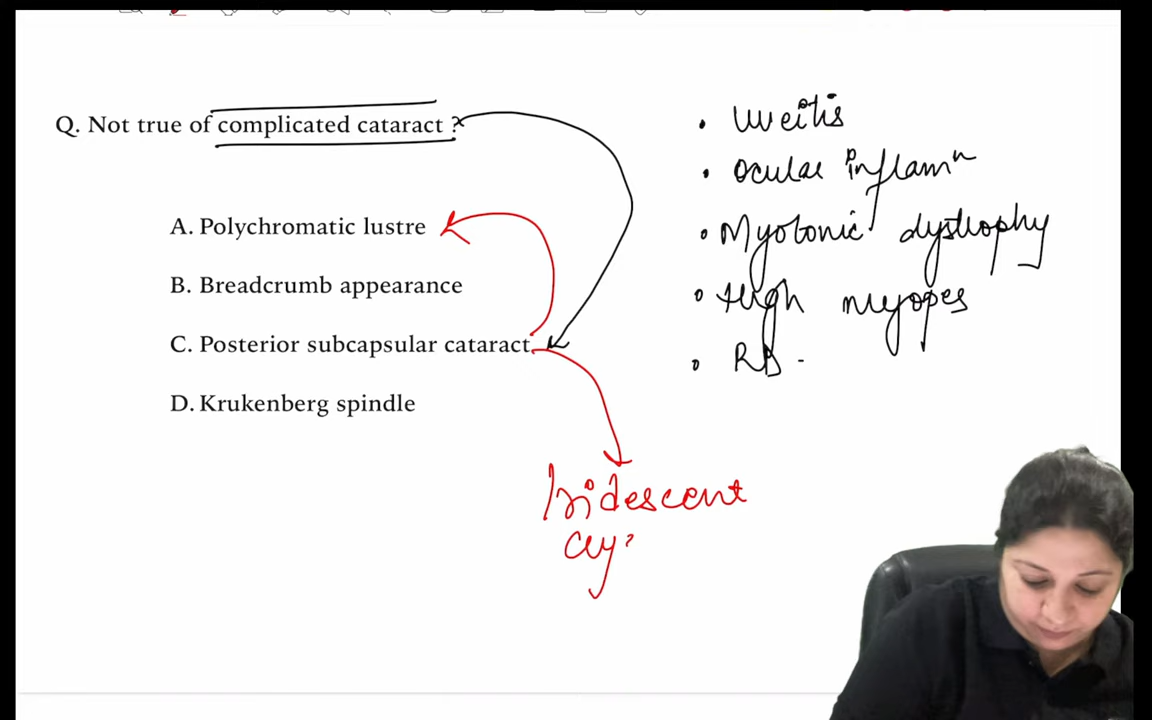 Q. Not true of complicated cataract ?
A. Polychromatic lustre
B. Breadcrumb appearance
C. Posterior subcapsular cataract
D. Krukenberg spindle
• Uveitis
• Ocular inflamn
• Myotonic dystrophy
• High myopes
• RD -
Iridescent
cry